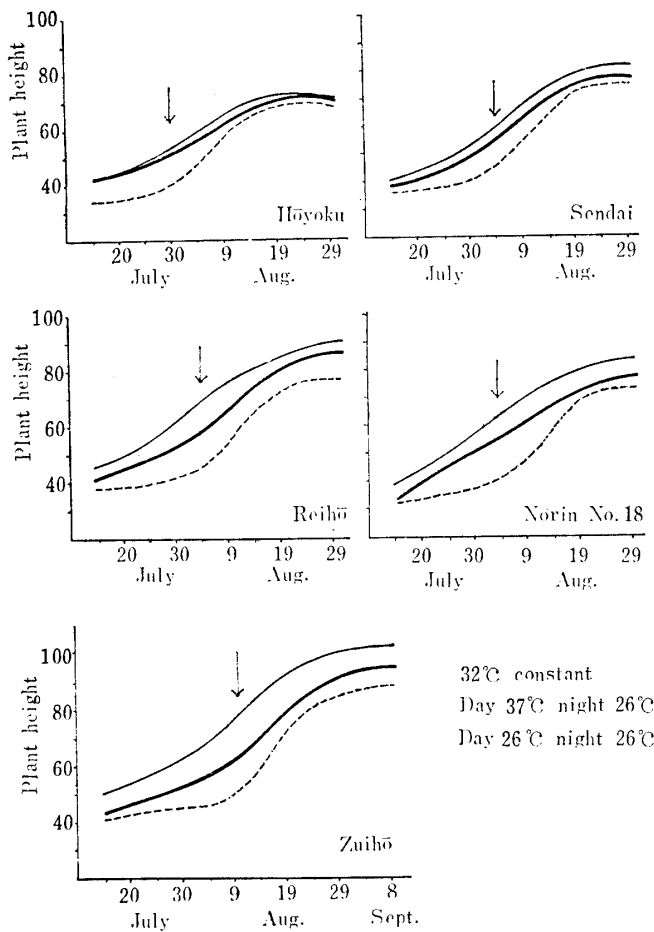 Plant height
100
80
60
40
20 30 9 19 29
July Aug.
Hōyoku
20 30 9 19 29
July Aug.
Sendai
Plant height
100
80
60
40
20 30 9 19 29
July Aug.
Reihō
20 30 9 19 29
July Aug.
Norin No.18
Plant height
100
80
60
40
20 30 9 19 29 8
July Aug. Sept.
Zuihō
32℃ constant
Day 37℃ night 26℃
Day 26℃ night 26℃